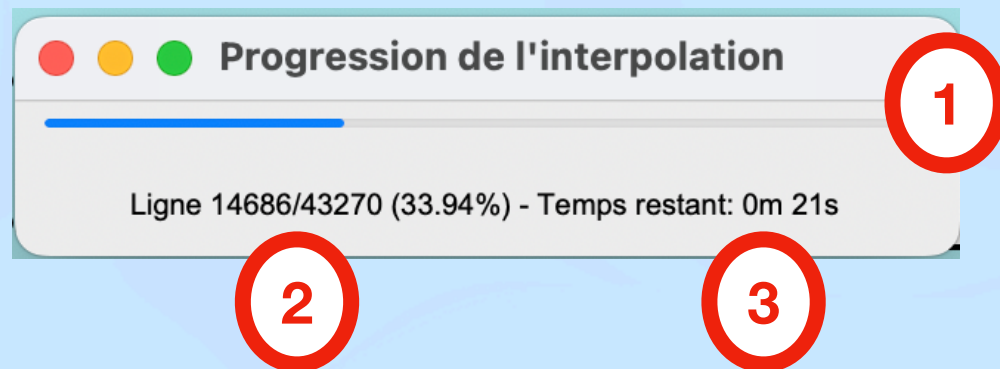 Progression de l'interpolation
1
Ligne 14686/43270 (33.94%) - Temps restant: 0m 21s
2
3